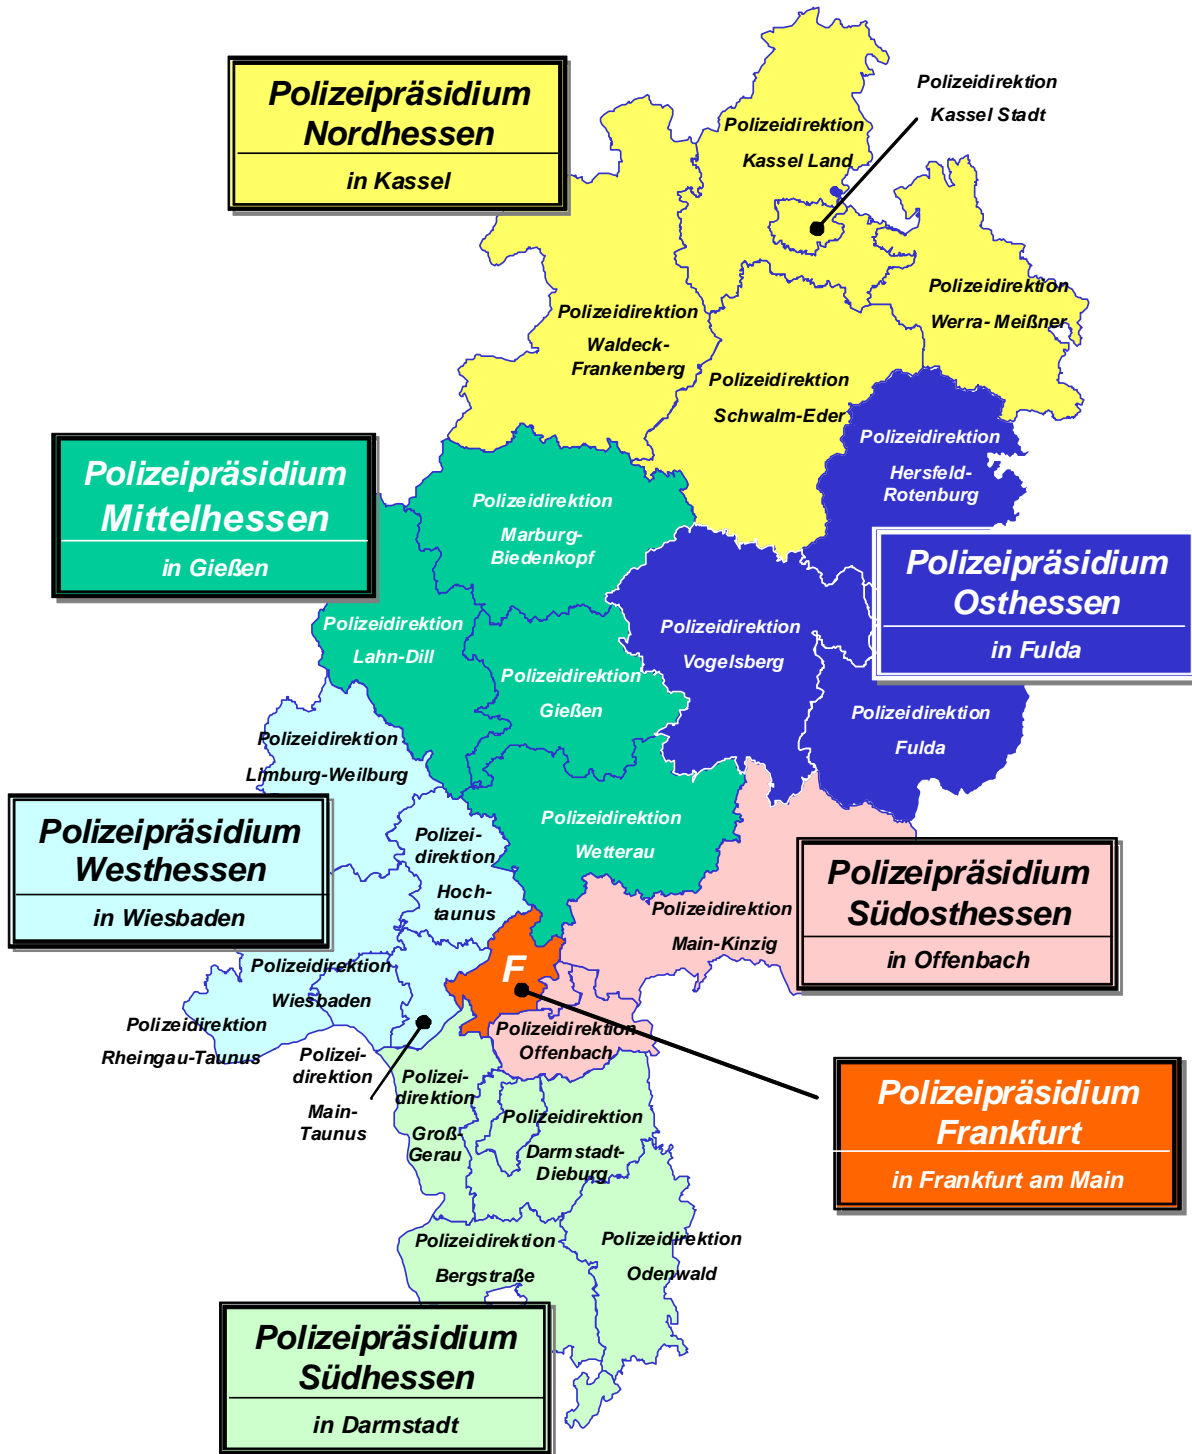 Polizeipräsidium
Nordhessen
in Kassel
Polizeidirektion
Kassel Stadt
Polizeidirektion
Kassel Land
Polizeidirektion
Werra- Meißner
Polizeidirektion
Waldeck-
Frankenberg
Polizeidirektion
Schwalm-Eder
Polizeipräsidium
Mittelhessen
in Gießen
Polizeidirektion
Marburg-
Biedenkopf
Polizeidirektion
Hersfeld-
Rotenburg
Polizeipräsidium
Osthessen
in Fulda
Polizeidirektion
Lahn-Dill
Polizeidirektion
Gießen
Polizeidirektion
Vogelsberg
Polizeidirektion
Fulda
Polizeidirektion
Limburg-Weilburg
Polizeipräsidium
Westhessen
in Wiesbaden
Polizei-
direktion
Hoch-
taunus
Polizeidirektion
Wetterau
Polizeipräsidium
Südosthessen
in Offenbach
Polizeidirektion
Main-Kinzig
F
Polizeidirektion
Wiesbaden
Polizeidirektion
Rheingau-Taunus
Polizei-
direktion
Main-
Taunus
Polizeidirektion
Offenbach
Polizeipräsidium
Frankfurt
in Frankfurt am Main
Polizei-
direktion
Groß-
Gerau
Polizeidirektion
Darmstadt-
Dieburg
Polizeidirektion
Bergstraße
Polizeidirektion
Odenwald
Polizeipräsidium
Südhessen
in Darmstadt